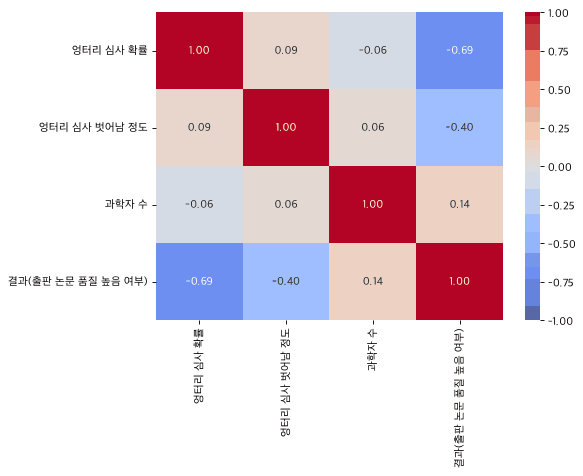 엉터리 심사 확률
엉터리 심사 벗어남 정도
과학자 수
결과(출판 논문 품질 높음 여부)
1.00 0.09 -0.06 -0.69
0.09 1.00 0.06 -0.40
-0.06 0.06 1.00 0.14
-0.69 -0.40 0.14 1.00
엉터리 심사 확률
엉터리 심사 벗어남 정도
과학자 수
결과(출판 논문 품질 높음 여부)
1.00
0.75
0.50
0.25
0.00
-0.25
-0.50
-0.75
-1.00